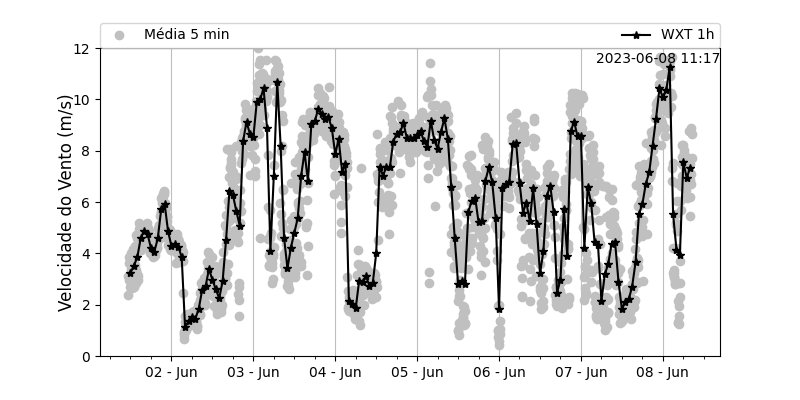 Média 5 min
WXT 1h
2023-06-08 11:17
Velocidade do Vento (m/s)
12
10
8
6
4
2
0
02 - Jun
03 - Jun
04 - Jun
05 - Jun
06 - Jun
07 - Jun
08 - Jun